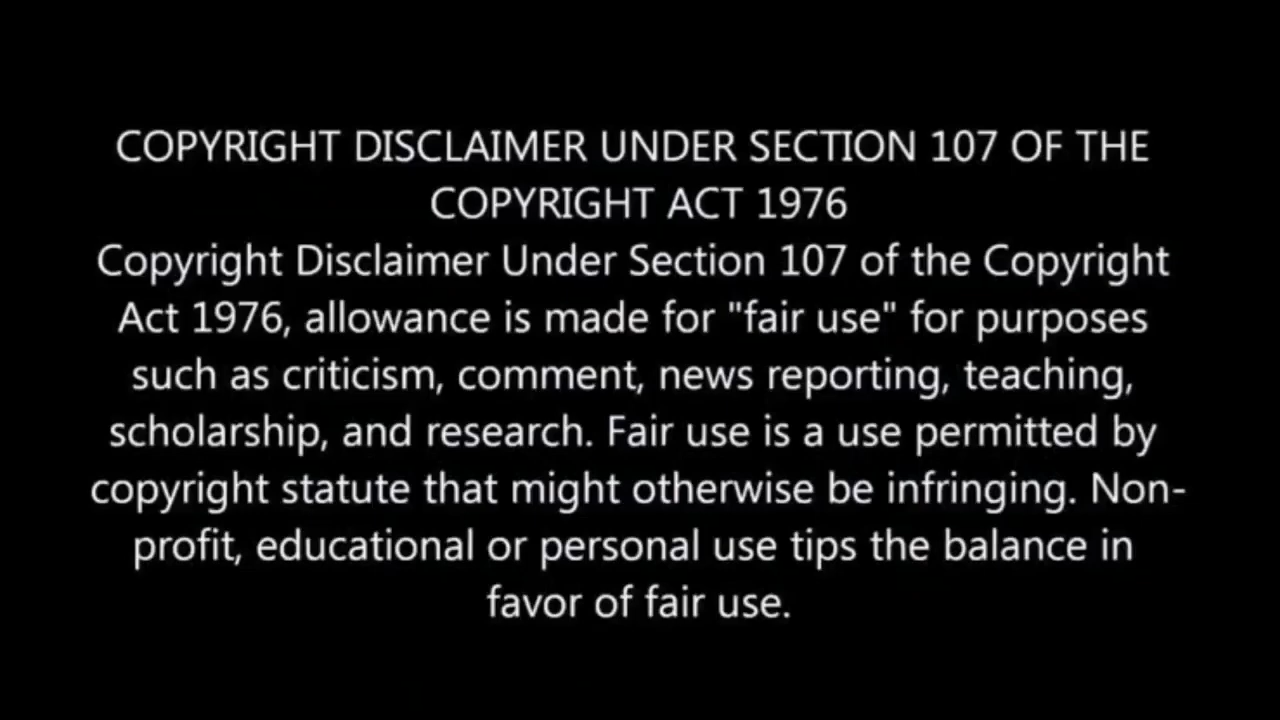 COPYRIGHT DISCLAIMER UNDER SECTION 107 OF THE
COPYRIGHT ACT 1976
Copyright Disclaimer Under Section 107 of the Copyright
Act 1976, allowance is made for "fair use" for purposes
such as criticism, comment, news reporting, teaching,
scholarship, and research. Fair use is a use permitted by
copyright statute that might otherwise be infringing. Non-
profit, educational or personal use tips the balance in
favor of fair use.